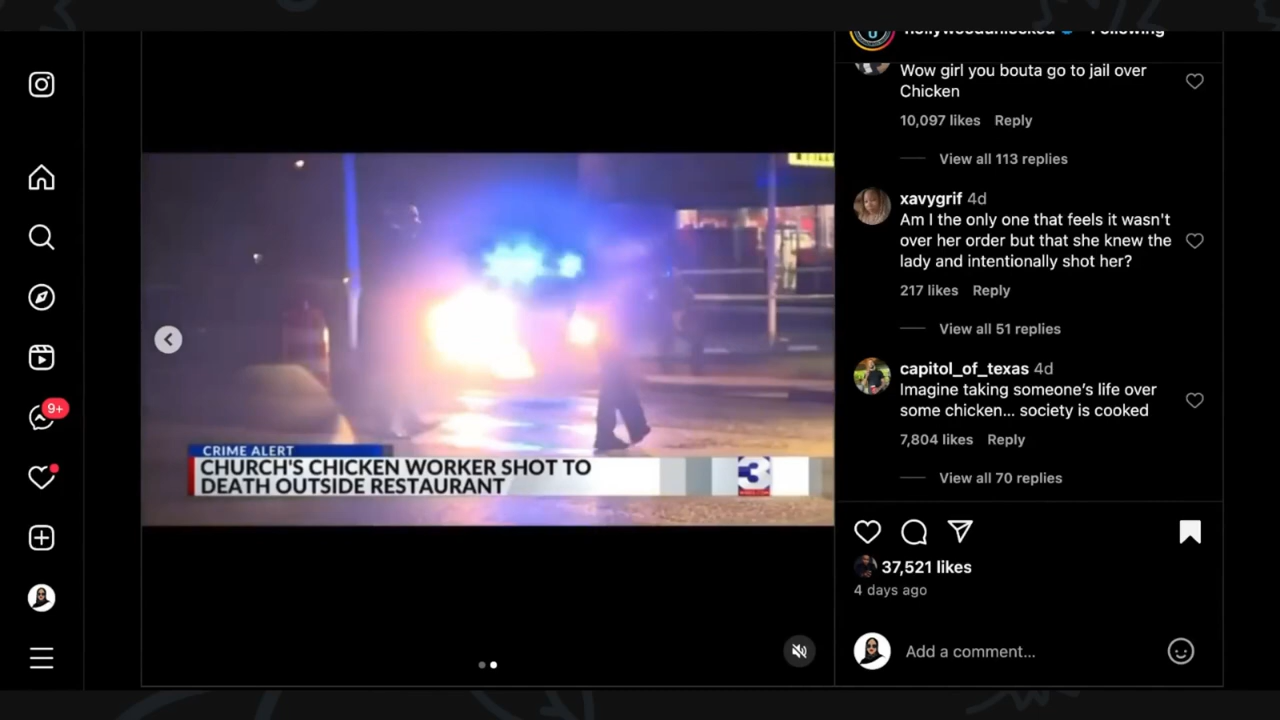 hollywoodunlocked Following
Wow girl you bouta go to jail over
Chicken
10,097 likes Reply
View all 113 replies
xavygrif 4d
Am I the only one that feels it wasn't
over her order but that she knew the
lady and intentionally shot her?
217 likes Reply
View all 51 replies
capitol_of_texas 4d
Imagine taking someone's life over
some chicken... society is cooked
7,804 likes Reply
View all 70 replies
37,521 likes
4 days ago
Add a comment...
9+
CRIME ALERT
CHURCH'S CHICKEN WORKER SHOT TO
DEATH OUTSIDE RESTAURANT
3